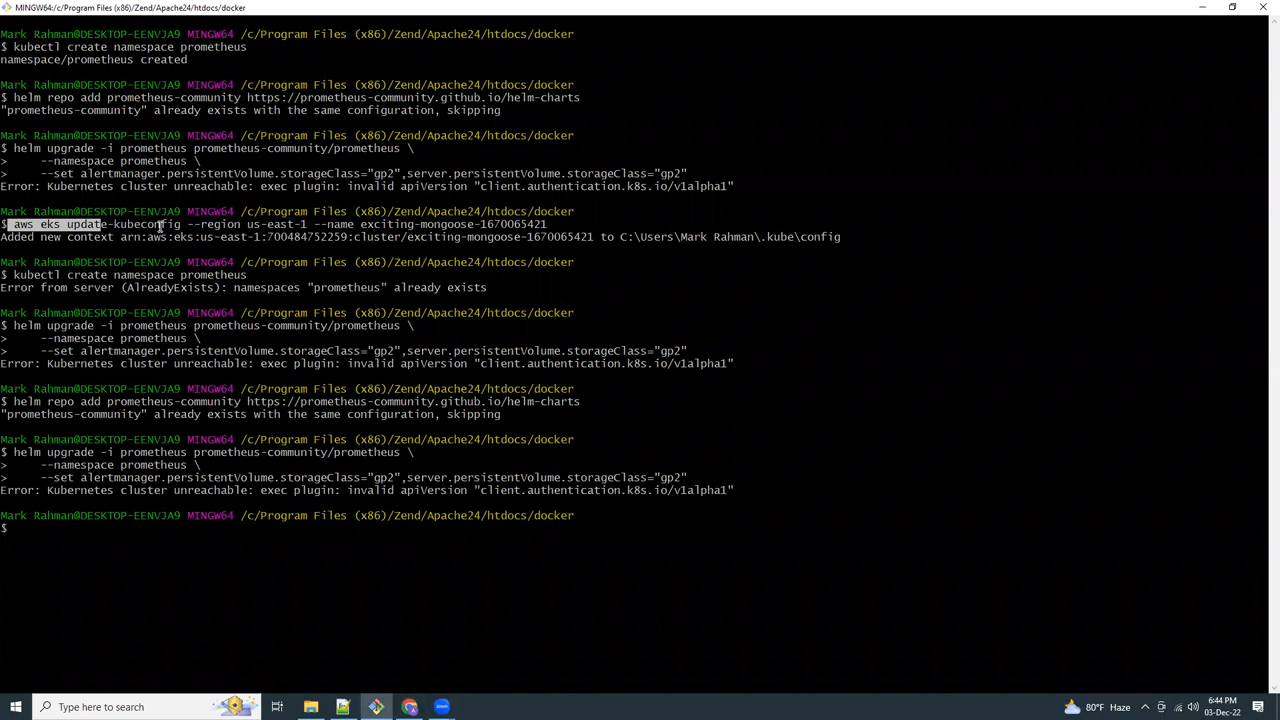 MINGW64:/c/Program Files (x86)/Zend/Apache24/htdocs/docker
Mark Rahman@DESKTOP-EENVJA9 MINGW64 /c/Program Files (x86)/Zend/Apache24/htdocs/docker
$ kubectl create namespace prometheus
namespace/prometheus created
Mark Rahman@DESKTOP-EENVJA9 MINGW64 /c/Program Files (x86)/Zend/Apache24/htdocs/docker
$ helm repo add prometheus-community https://prometheus-community.github.io/helm-charts
"prometheus-community" already exists with the same configuration, skipping
Mark Rahman@DESKTOP-EENVJA9 MINGW64 /c/Program Files (x86)/Zend/Apache24/htdocs/docker
$ helm upgrade -i prometheus prometheus-community/prometheus \
>     --namespace prometheus \
>     --set alertmanager.persistentVolume.storageClass="gp2",server.persistentVolume.storageClass="gp2"
Error: Kubernetes cluster unreachable: exec plugin: invalid apiVersion "client.authentication.k8s.io/v1alpha1"
Mark Rahman@DESKTOP-EENVJA9 MINGW64 /c/Program Files (x86)/Zend/Apache24/htdocs/docker
$ aws eks update-kubeconfig --region us-east-1 --name exciting-mongoose-1670065421
Added new context arn:aws:eks:us-east-1:700484752259:cluster/exciting-mongoose-1670065421 to C:\Users\Mark Rahman\.kube\config
Mark Rahman@DESKTOP-EENVJA9 MINGW64 /c/Program Files (x86)/Zend/Apache24/htdocs/docker
$ kubectl create namespace prometheus
Error from server (AlreadyExists): namespaces "prometheus" already exists
Mark Rahman@DESKTOP-EENVJA9 MINGW64 /c/Program Files (x86)/Zend/Apache24/htdocs/docker
$ helm upgrade -i prometheus prometheus-community/prometheus \
>     --namespace prometheus \
>     --set alertmanager.persistentVolume.storageClass="gp2",server.persistentVolume.storageClass="gp2"
Error: Kubernetes cluster unreachable: exec plugin: invalid apiVersion "client.authentication.k8s.io/v1alpha1"
Mark Rahman@DESKTOP-EENVJA9 MINGW64 /c/Program Files (x86)/Zend/Apache24/htdocs/docker
$ helm repo add prometheus-community https://prometheus-community.github.io/helm-charts
"prometheus-community" already exists with the same configuration, skipping
Mark Rahman@DESKTOP-EENVJA9 MINGW64 /c/Program Files (x86)/Zend/Apache24/htdocs/docker
$ helm upgrade -i prometheus prometheus-community/prometheus \
>     --namespace prometheus \
>     --set alertmanager.persistentVolume.storageClass="gp2",server.persistentVolume.storageClass="gp2"
Error: Kubernetes cluster unreachable: exec plugin: invalid apiVersion "client.authentication.k8s.io/v1alpha1"
Mark Rahman@DESKTOP-EENVJA9 MINGW64 /c/Program Files (x86)/Zend/Apache24/htdocs/docker
$
Type here to search
80°F Haze
6:44 PM
03-Dec-22